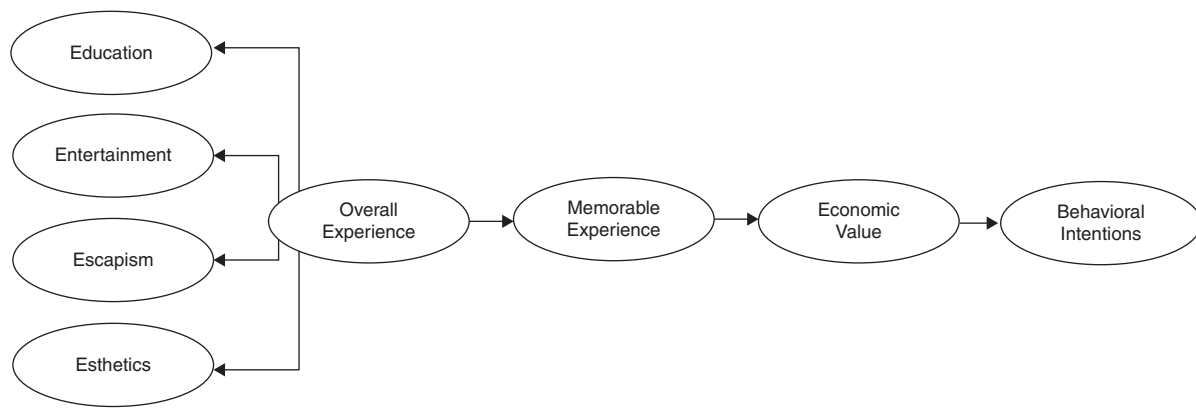 Education
Entertainment
Escapism
Esthetics
Overall
Experience
Memorable
Experience
Economic
Value
Behavioral
Intentions